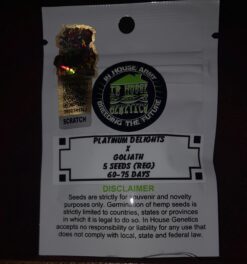 IN HOUSE ARMY
IN HOUSE
GENETICS
BREEDING THE FUTURE
SCRATCH
PLATINUM DELIGHTS
X
GOLIATH
5 SEEDS (REG)
60-75 DAYS
DISCLAIMER
Seeds are strictly for souvenir and novelty
purposes only. Germination of hemp seeds is
strictly limited to countries, states or provinces
in which it is legal to do so. In House Genetics
accepts no responsibility or liability for any use that
does not comply with local, state and federal law.